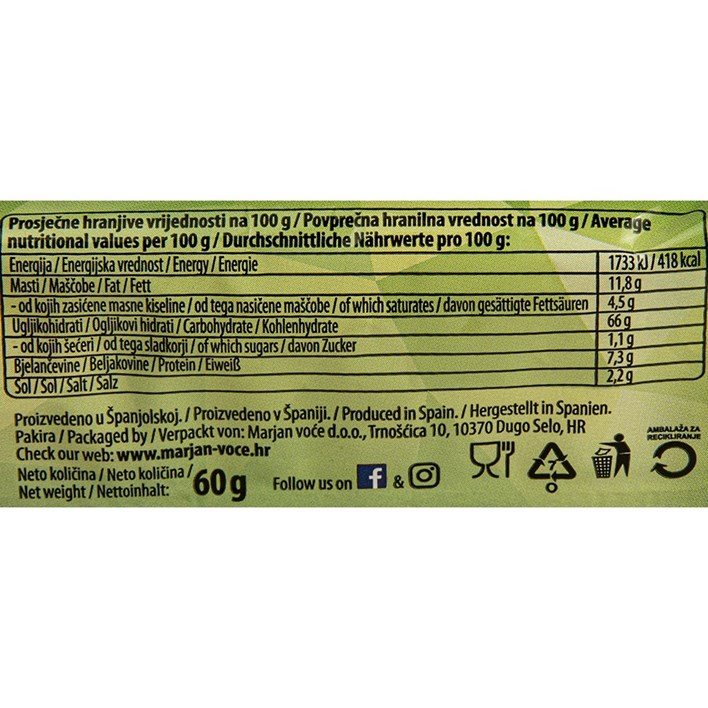 Prosječne hranjive vrijednosti na 100 g / Povprečna hranilna vrednost na 100 g / Average
nutritional values per 100 g / Durchschnittliche Nährwerte pro 100 g:
Energija / Energijska vrednost / Energy / Energie 1733 kJ / 418 kcal
Masti / Maščobe / Fat / Fett 11,8 g
- od kojih zasićene masne kiseline / od tega nasičene maščobe / of which saturates / davon gesättigte Fettsäuren 4,5 g
Ugljikohidrati / Ogljikovi hidrati / Carbohydrate / Kohlenhydrate 66 g
- od kojih šećeri / od tega sladkorji / of which sugars / davon Zucker 1,1 g
Bjelančevine / Beljakovine / Protein / Eiweiß 7,3 g
Sol / Sol / Salt / Salz 2,2 g
Proizvedeno u Španjolskoj. / Proizvedeno v Španiji. / Produced in Spain. / Hergestellt in Spanien.
Pakira / Packaged by / Verpackt von: Marjan voće d.o.o., Trnošćica 10, 10370 Dugo Selo, HR
Check our web: www.marjan-voce.hr
Neto količina / Neto količina /
Net weight / Nettoinhalt: 60 g
Follow us on f &
7
O
AMBALAŽA ZA
RECIKLIRANJE